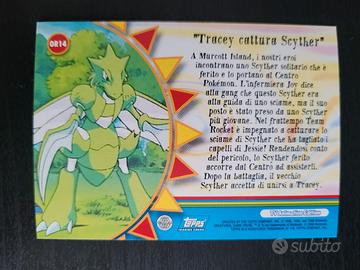 OR14
"Tracey cattura Scyther"
A Murcott Island, i nostri eroi
incontrano uno Scyther solitario che
è ferito e lo portano al Centro
Pokémon. L'infermiera Joy dice
alla gang che questo Scyther era
alla guida di uno sciame, ma il suo
posto è stato preso da uno Scyther
più giovane. Nel frattempo Team
Rocket è impegnato a catturare lo
sciame di Scyther che ha tagliato i
capelli di Jessie! Rendendosi conto
del pericolo, lo Scyther ferito
accorre dal Centro ad assisterli.
Dopo la battaglia, il vecchio
Scyther accetta di unirsi a Tracey.
Topps
TV Animation Edition
subito